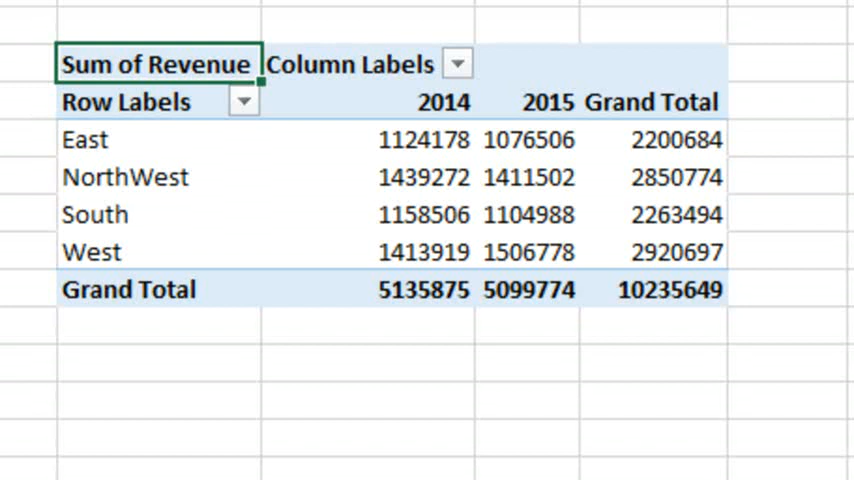 Sum of Revenue Column Labels
Row Labels 2014 2015 Grand Total
East 1124178 1076506 2200684
NorthWest 1439272 1411502 2850774
South 1158506 1104988 2263494
West 1413919 1506778 2920697
Grand Total 5135875 5099774 10235649